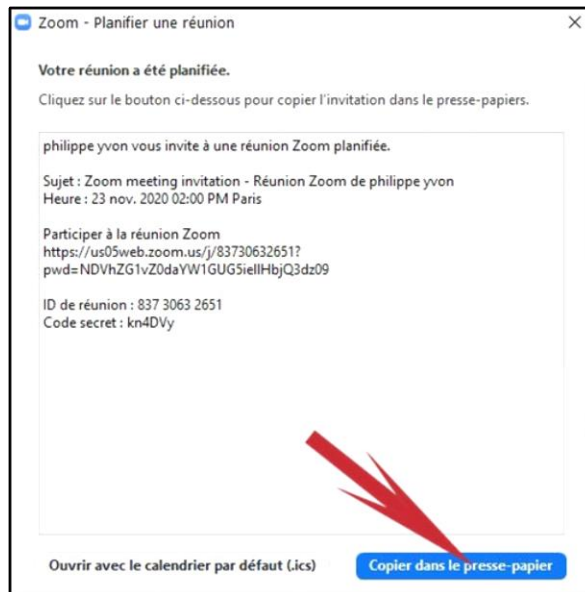 Zoom - Planifier une réunion
Votre réunion a été planifiée.
Cliquez sur le bouton ci-dessous pour copier l'invitation dans le presse-papiers.
philippe yvon vous invite à une réunion Zoom planifiée.
Sujet : Zoom meeting invitation - Réunion Zoom de philippe yvon
Heure : 23 nov. 2020 02:00 PM Paris
Participer à la réunion Zoom
https://us05web.zoom.us/j/83730632651?
pwd=NDVhZG1vZ0daYW1GUG5ielIHbjQ3dz09
ID de réunion : 837 3063 2651
Code secret : kn4DVy
Ouvrir avec le calendrier par défaut (.ics)
Copier dans le presse-papier